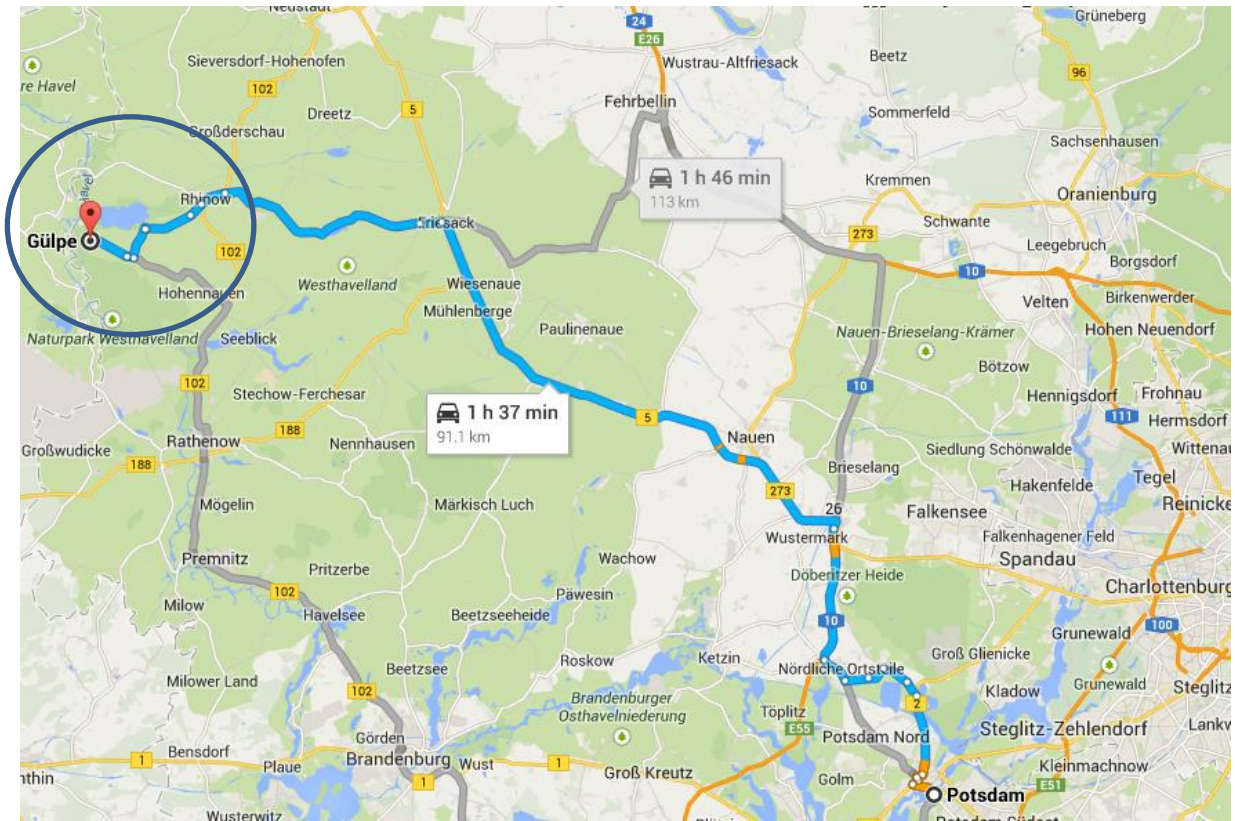 24
E26
Grüneberg
Wustrau-Altfriesack
Beetz
Sieversdorf-Hohenofen
96
re Havel
102
Fehrbellin
Dreetz
5
Sommerfeld
Großderschau
Sachsenhausen
1 h 46 min
113 km
Kremmen
Oranienburg
Havel
Rhinow
Friesack
Schwante
273
Gülpe
102
Leegebruch
Borgsdorf
10
Westhavelland
Wiesenaue
Hohennauen
Velten
Birkenwerder
Mühlenberge
Paulinenaue
Nauen-Brieselang-Krämer
Hohen Neuendorf
Naturpark Westhavelland
Seeblick
Bötzow
102
10
Stechow-Ferchesar
Hennigsdorf
Frohnau
1 h 37 min
91.1 km
5
111
Hermsdorf
188
Nauen
Rathenow
Nennhausen
Siedlung Schönwalde
Wittenau
Großwudicke
188
Brieselang
Tegel
273
Hakenfelde
Mögelin
Märkisch Luch
26
Falkensee
Reinicke
Wustermark
Falkenhagener Feld
Premnitz
Wachow
Spandau
Pritzerbe
Döberitzer Heide
Charlottenburg
102
Päwesin
Milow
Havelsee
Beetzseeheide
10
100
Grunewald
Roskow
Ketzin
Groß Glienicke
Beetzsee
Nördliche Ortsteile
Milower Land
Grunewald
Steglitz
102
Kladow
Brandenburger
Osthavelniederung
2
Töplitz
E55
Steglitz-Zehlendorf
Lankw
Görden
Potsdam Nord
Bensdorf
1
Brandenburg
Plaue
Wust
1
Kleinmachnow
nthin
1
Groß Kreutz
Golm
E51
Potsdam
Wusterwitz